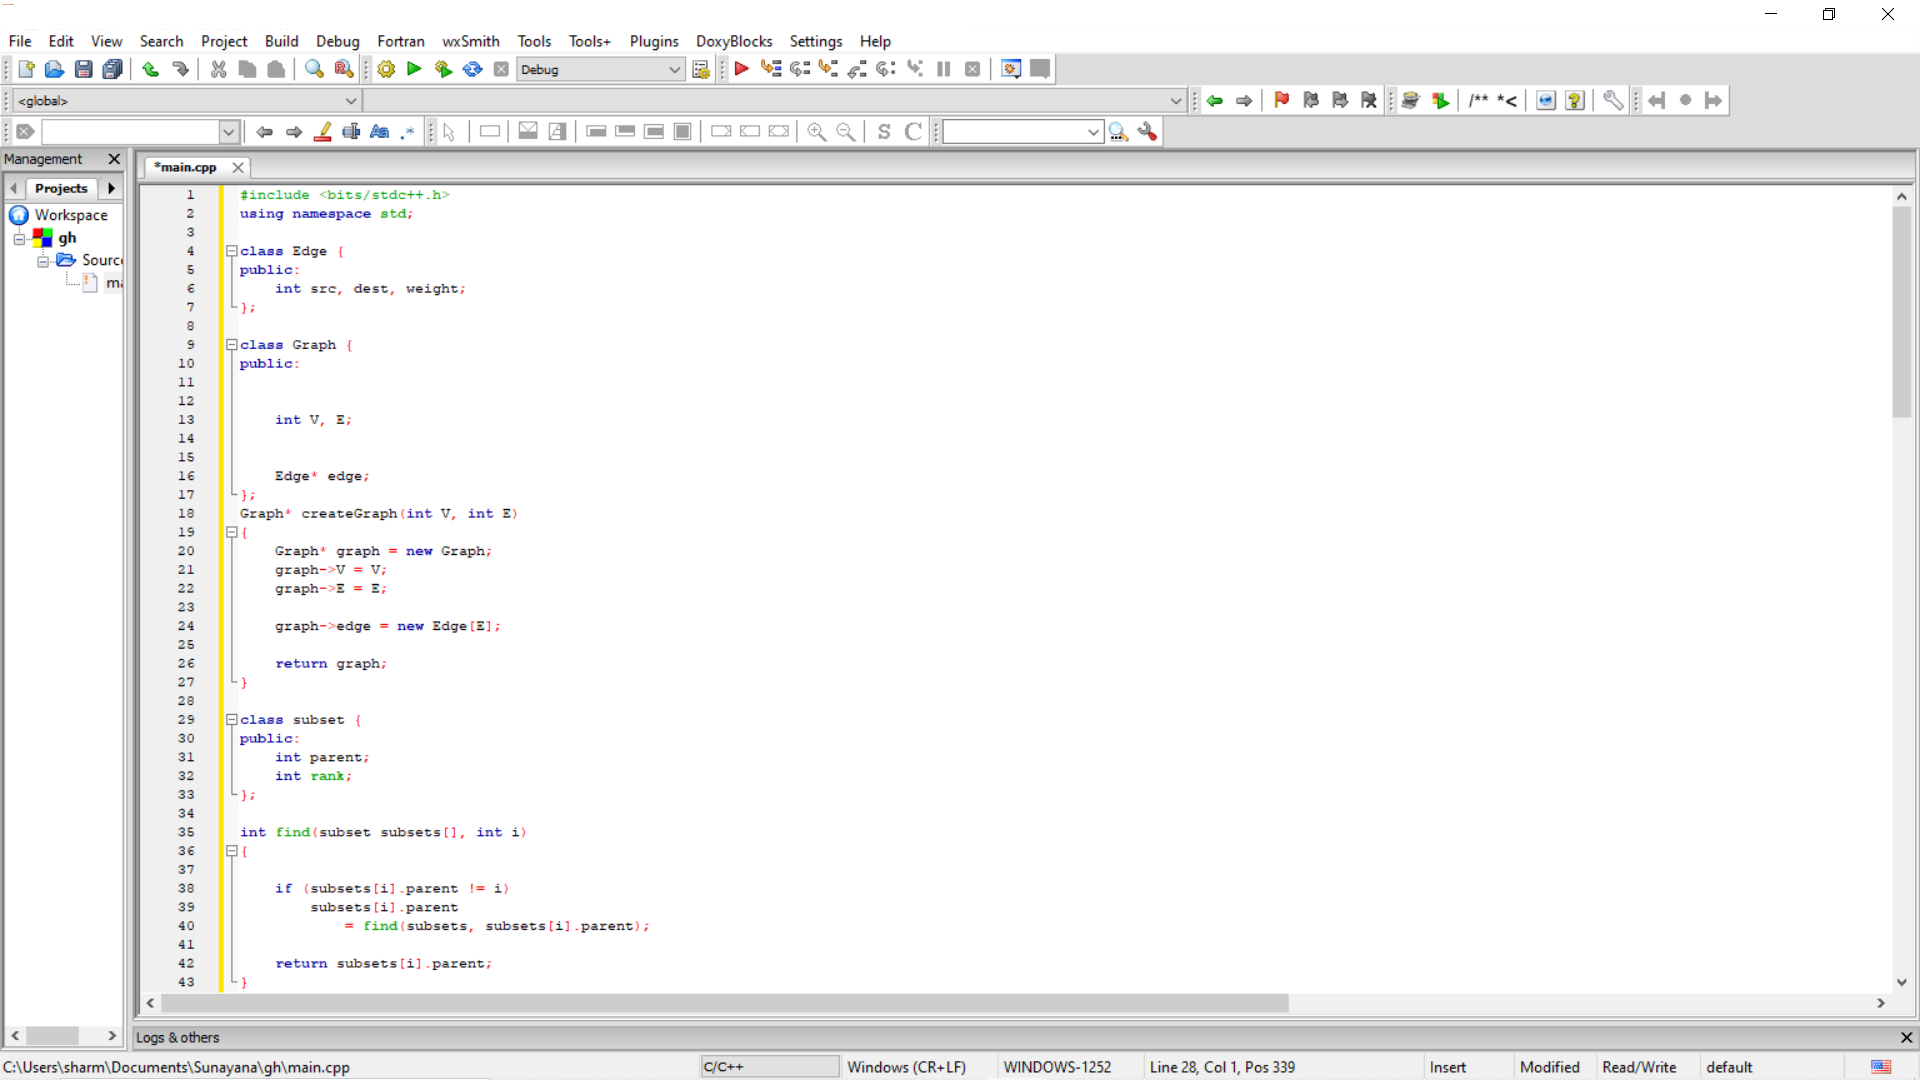 File Edit View Search Project Build Debug Fortran wxSmith Tools Tools+ Plugins DoxyBlocks Settings Help
Debug
<global>
/** *<
Aa .* S C
Management
*main.cpp
Projects
Workspace
gh
Sourc
ma
1 #include <bits/stdc++.h>
2 using namespace std;
3
4 class Edge {
5 public:
6     int src, dest, weight;
7 };
8
9 class Graph {
10 public:
11
12
13     int V, E;
14
15
16     Edge* edge;
17 };
18 Graph* createGraph(int V, int E)
19 {
20     Graph* graph = new Graph;
21     graph->V = V;
22     graph->E = E;
23
24     graph->edge = new Edge[E];
25
26     return graph;
27 }
28
29 class subset {
30 public:
31     int parent;
32     int rank;
33 };
34
35 int find(subset subsets[], int i)
36 {
37
38     if (subsets[i].parent != i)
39         subsets[i].parent
40             = find(subsets, subsets[i].parent);
41
42     return subsets[i].parent;
43 }
Logs & others
C:\Users\sharm\Documents\Sunayana\gh\main.cpp C/C++ Windows (CR+LF) WINDOWS-1252 Line 28, Col 1, Pos 339 Insert Modified Read/Write default